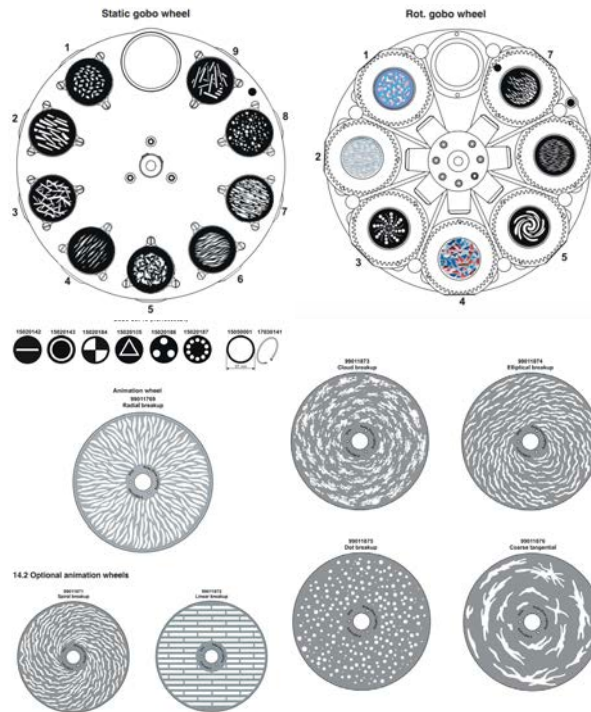 Static gobo wheel
Rot. gobo wheel
1
9
2
8
3
7
4
6
5
1
7
2
3
5
4
15020142 15020143 15020184 15020187 15050001 17030141
Animation wheel
99011769
Radial breakup
99011873
Cloud breakup
99011874
Elliptical breakup
99011875
Dot breakup
99011876
Coarse tangential
14.2 Optional animation wheels
99011871
Spiral breakup
99011872
Linear breakup